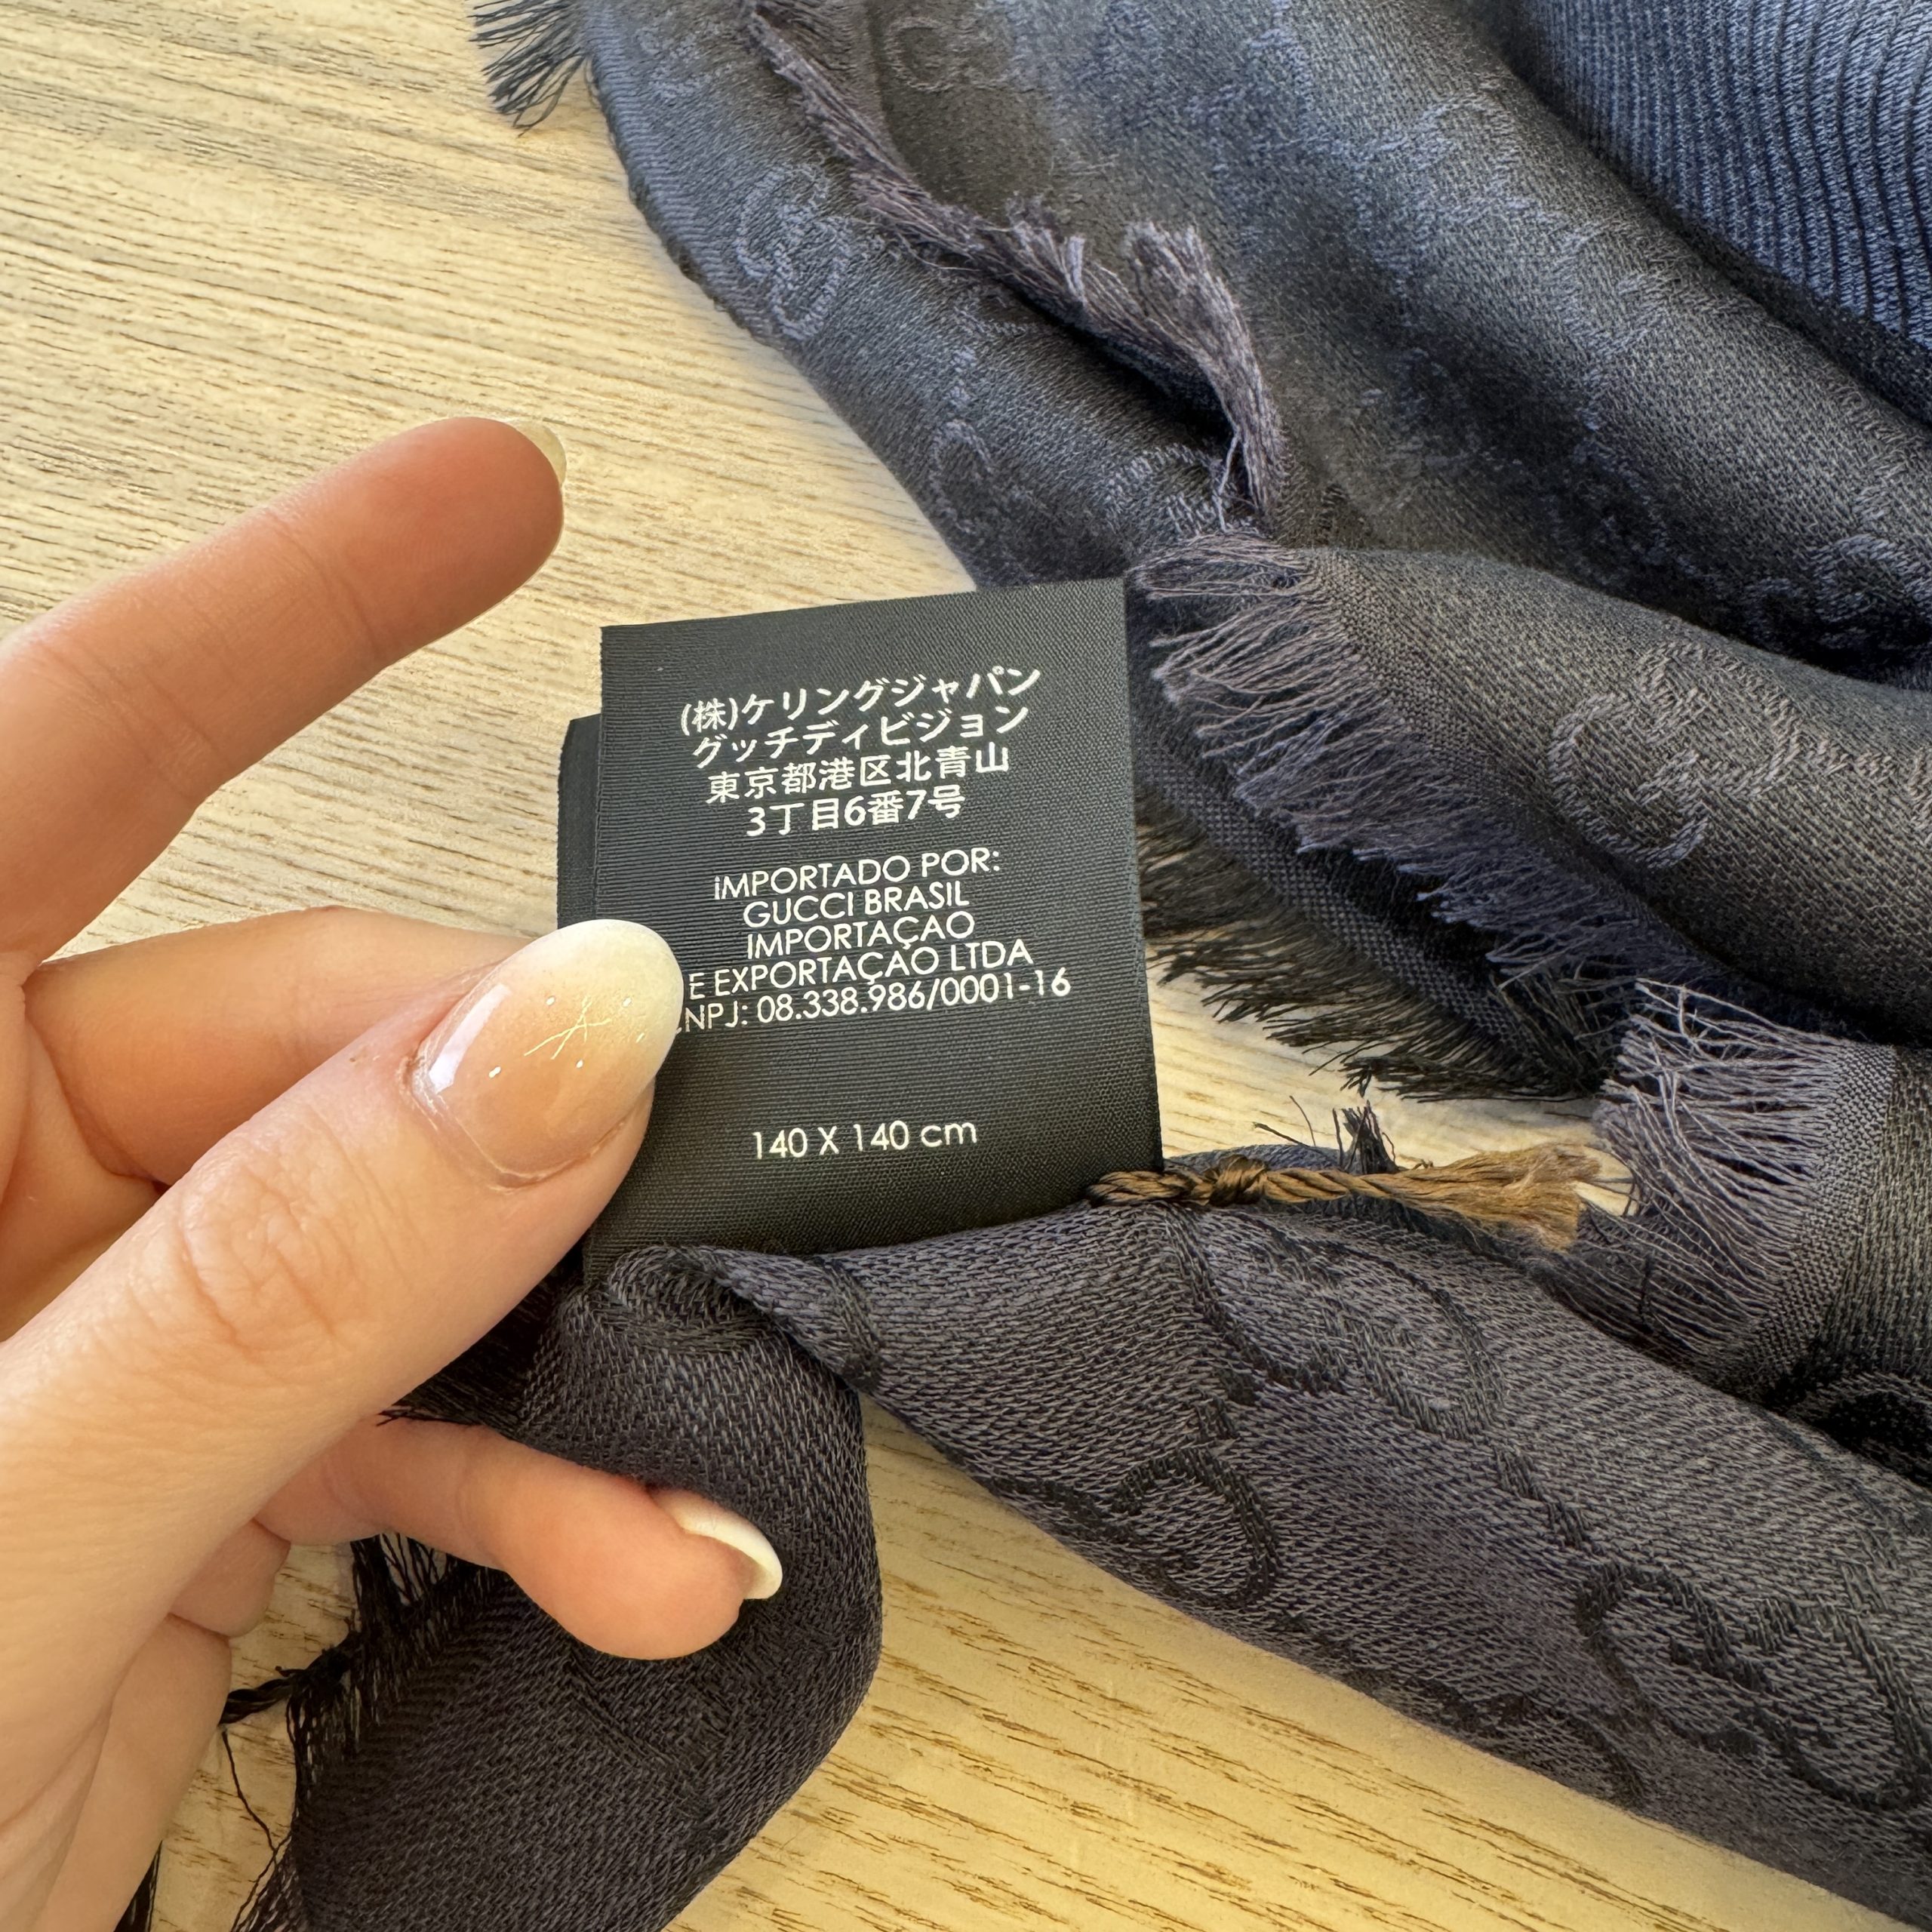 (株)ケリングジャパン
グッチディビジョン
東京都港区北青山
3丁目6番7号
IMPORTADO POR:
GUCCI BRASIL
IMPORTAÇAO
E EXPORTAÇAO LTDA
NPJ: 08.338.986/0001-16
140 X 140 cm